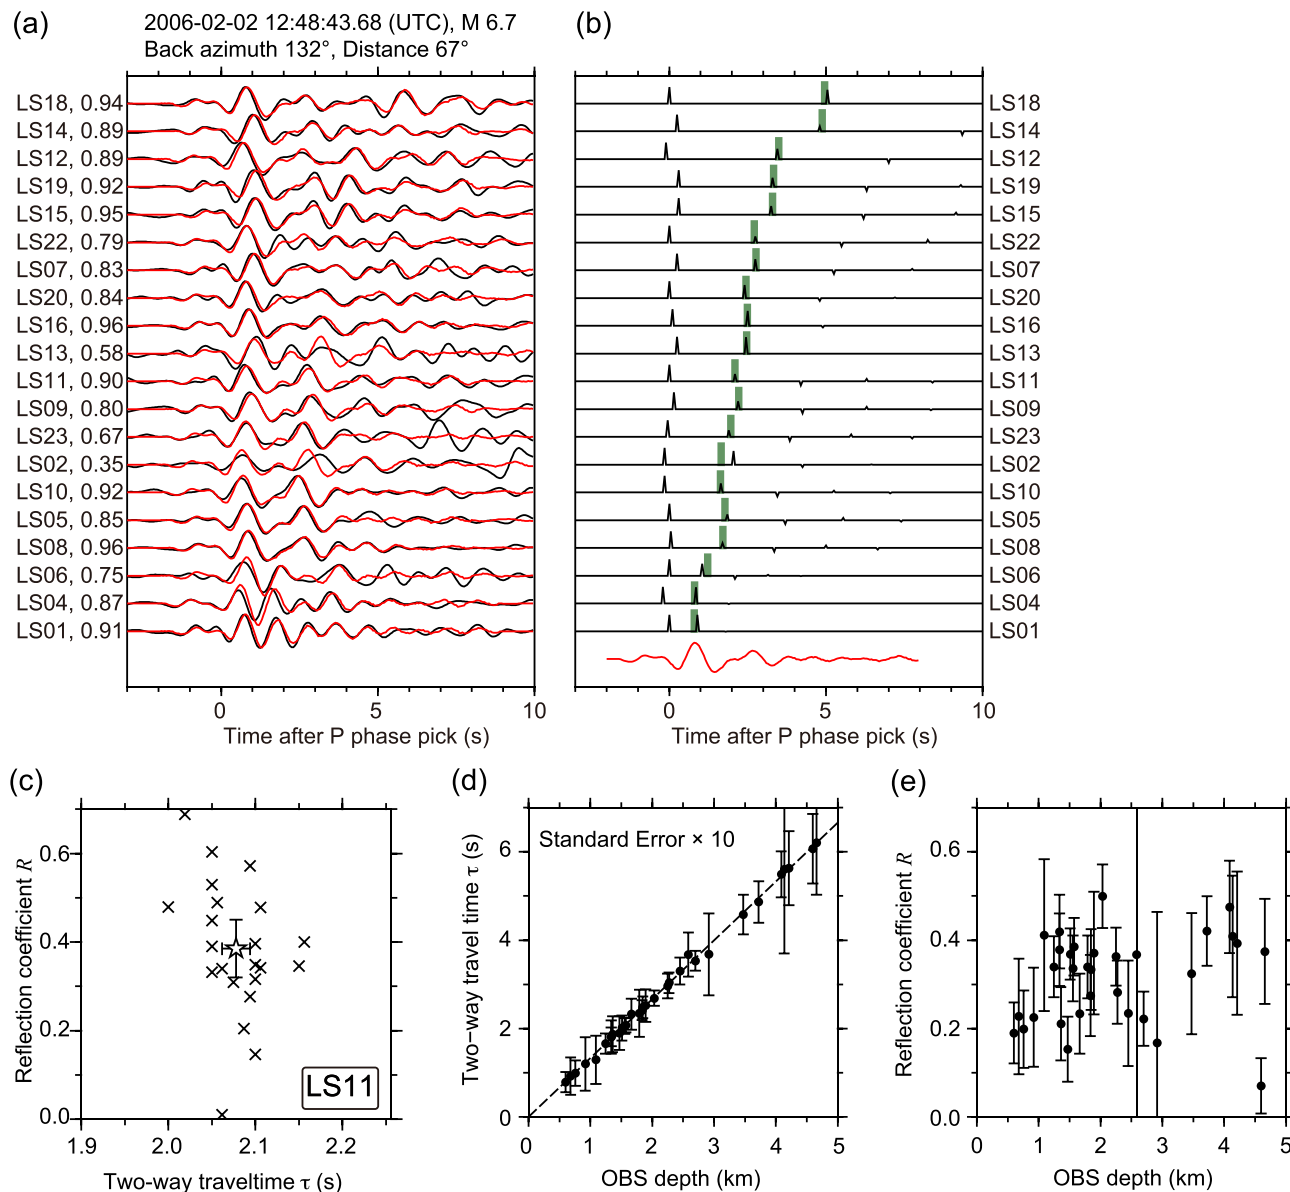 (a)
2006-02-02 12:48:43.68 (UTC), M 6.7
Back azimuth 132°, Distance 67°
LS18, 0.94
LS14, 0.89
LS12, 0.89
LS19, 0.92
LS15, 0.95
LS22, 0.79
LS07, 0.83
LS20, 0.84
LS16, 0.96
LS13, 0.58
LS11, 0.90
LS09, 0.80
LS23, 0.67
LS02, 0.35
LS10, 0.92
LS05, 0.85
LS08, 0.96
LS06, 0.75
LS04, 0.87
LS01, 0.91
0 5 10
Time after P phase pick (s)
(b)
LS18
LS14
LS12
LS19
LS15
LS22
LS07
LS20
LS16
LS13
LS11
LS09
LS23
LS02
LS10
LS05
LS08
LS06
LS04
LS01
0 5 10
Time after P phase pick (s)
(c)
Reflection coefficient R
0.6
0.4
0.2
0.0
LS11
1.9 2.0 2.1 2.2
Two-way traveltime τ (s)
(d)
Two-way travel time τ (s)
Standard Error × 10
6
4
2
0
0 1 2 3 4 5
OBS depth (km)
(e)
Reflection coefficient R
0.6
0.4
0.2
0.0
0 1 2 3 4 5
OBS depth (km)